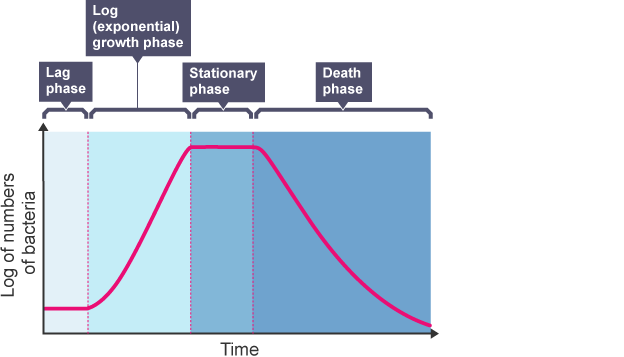 Log
(exponential)
growth phase
Lag
phase
Stationary
phase
Death
phase
Log of numbers
of bacteria
Time